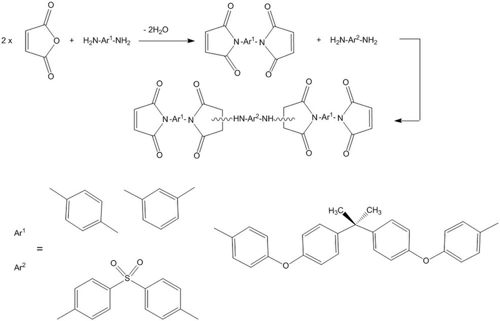 O O O
2 x O + H₂N-Ar¹-NH₂ - 2H₂O N-Ar¹-N + H₂N-Ar²-NH₂
O O O
O O O O
N-Ar¹-N HN-Ar²-NH N-Ar¹-N
O O O O
H₃C CH₃
Ar¹
=
Ar²
O O
S
O O